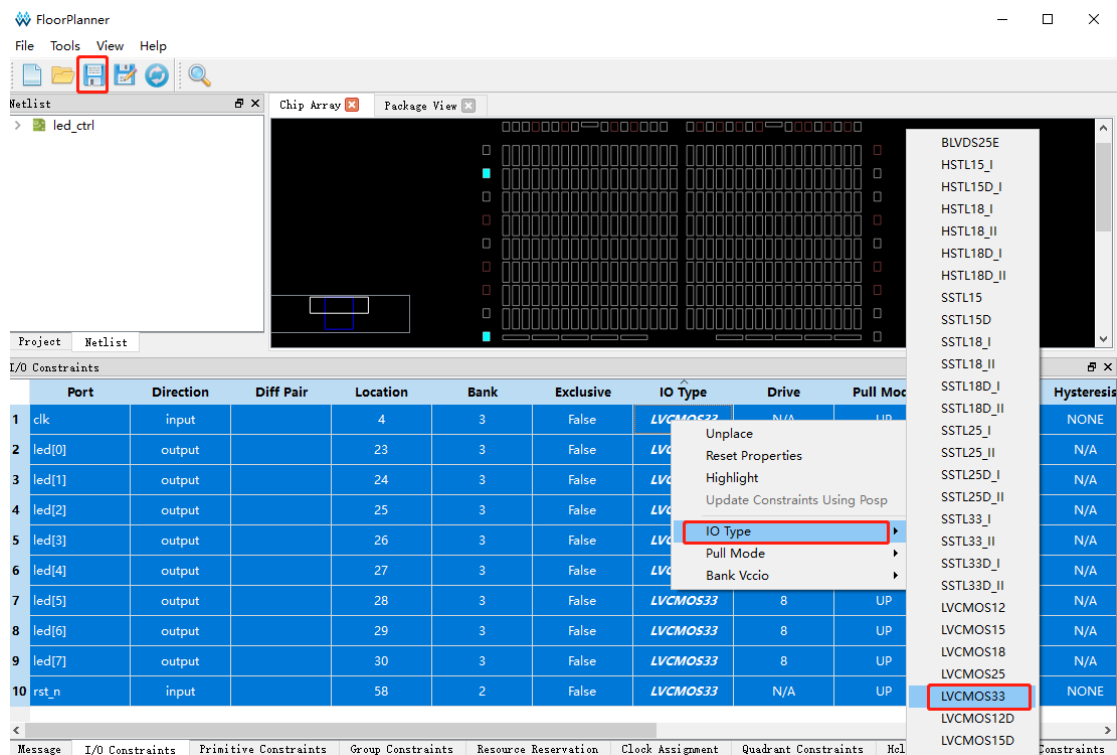 FloorPlanner
File Tools View Help
Netlist
led_ctrl
Project Netlist
Chip Array Package View
I/O Constraints
Port Direction Diff Pair Location Bank Exclusive IO Type Drive Pull Mod Hysteresis
1 clk input 4 3 False LVCMOS33 N/A UP NONE
2 led[0] output 23 3 False LVC N/A
3 led[1] output 24 3 False LVC N/A
4 led[2] output 25 3 False LVC N/A
5 led[3] output 26 3 False LVC N/A
6 led[4] output 27 3 False LVC N/A
7 led[5] output 28 3 False LVCMOS33 8 UP N/A
8 led[6] output 29 3 False LVCMOS33 8 UP N/A
9 led[7] output 30 3 False LVCMOS33 8 UP N/A
10 rst_n input 58 2 False LVCMOS33 N/A UP NONE
Unplace
Reset Properties
Highlight
Update Constraints Using Posp
IO Type
Pull Mode
Bank Vccio
BLVDS25E
HSTL15_I
HSTL15D_I
HSTL18_I
HSTL18_II
HSTL18D_I
HSTL18D_II
SSTL15
SSTL15D
SSTL18_I
SSTL18_II
SSTL18D_I
SSTL18D_II
SSTL25_I
SSTL25_II
SSTL25D_I
SSTL25D_II
SSTL33_I
SSTL33_II
SSTL33D_I
SSTL33D_II
LVCMOS12
LVCMOS15
LVCMOS18
LVCMOS25
LVCMOS33
LVCMOS12D
LVCMOS15D
Message I/O Constraints Primitive Constraints Group Constraints Resource Reservation Clock Assignment Quadrant Constraints Hcl Constraints